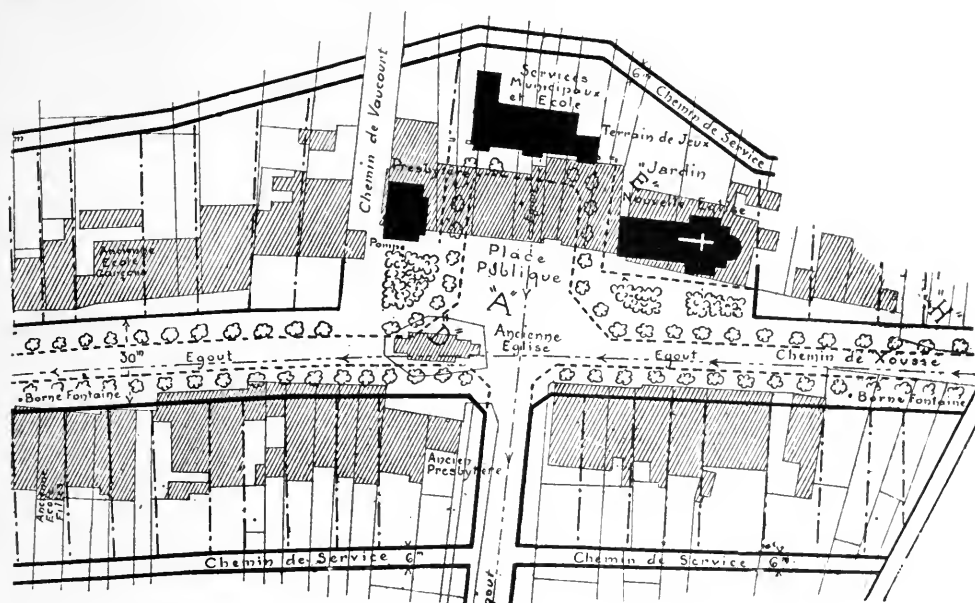 Chemin de Vaucourt
Services
Municipaux
et Ecole
6m Chemin de Service
Terrain de Jeux
Presbytère
"Jardin
E=
Nouvelle Eglise
Egout
Pompe
Place
Publique
"A"
Ancienne
Ecole
Garçons
Ancienne
Eglise
30m
Egout
Egout
Chemin de Xousse
Borne Fontaine
Borne Fontaine
Ancien
Presbytère
Ancienne
Ecole
Filles
Chemin de Service 6m
Chemin de Service 6m